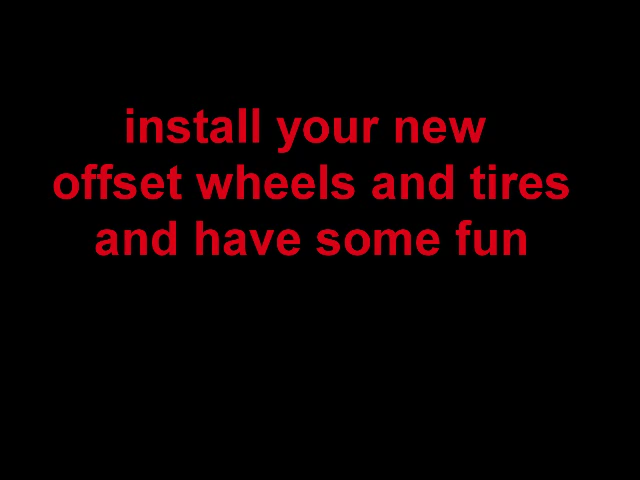 install your new
offset wheels and tires
and have some fun